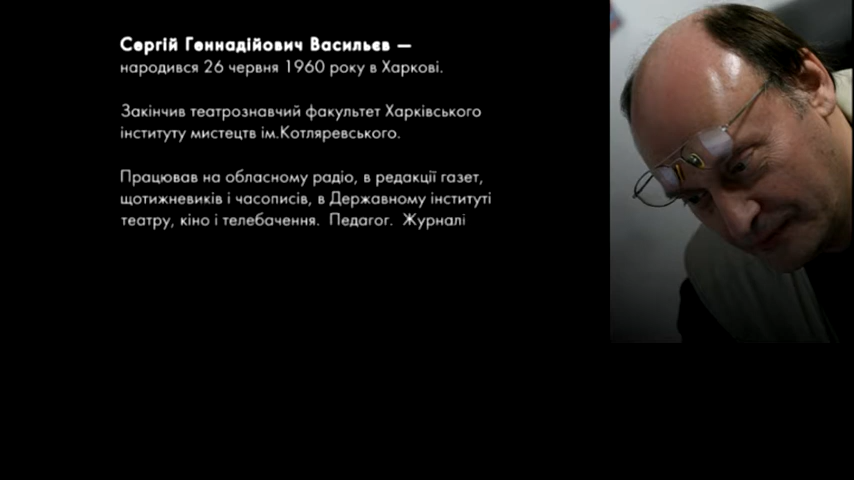 Сергій Геннадійович Васильєв —
народився 26 червня 1960 року в Харкові.
Закінчив театрознавчий факультет Харківського
інституту мистецтв ім.Котляревського.
Працював на обласному радіо, в редакції газет,
щотижневиків і часописів, в Державному інституті
театру, кіно і телебачення. Педагог. Журналі